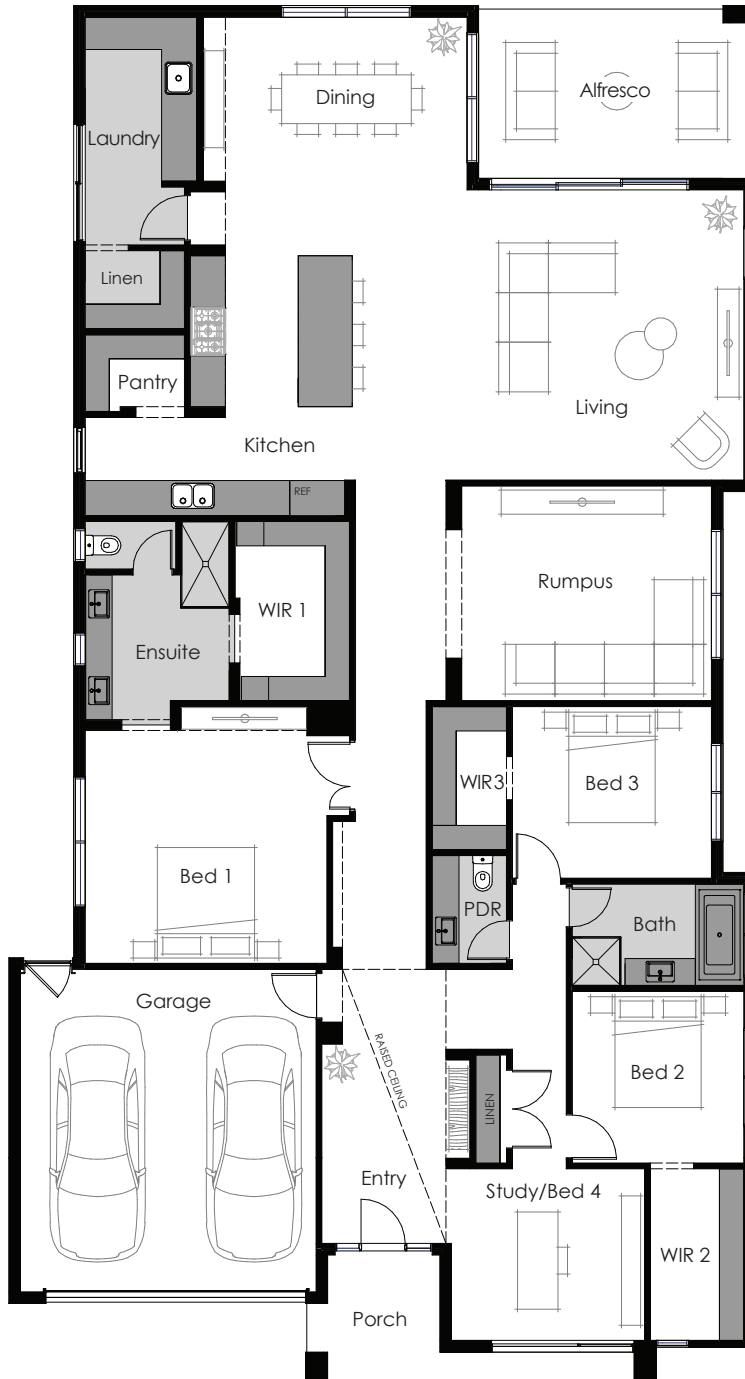 Dining
Alfresco
Laundry
Linen
Pantry
Living
Kitchen
REF
Rumpus
WIR 1
Ensuite
WIR3
Bed 3
Bed 1
PDR
Bath
Garage
RAISED CEILING
Bed 2
LINEN
Entry
Study/Bed 4
WIR 2
Porch